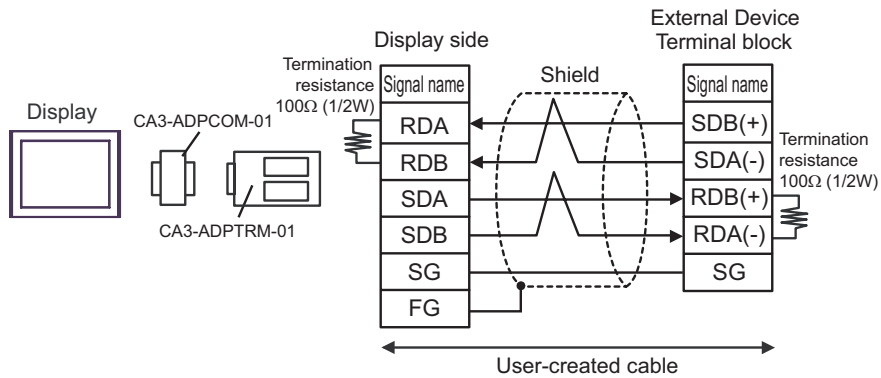 External Device
Terminal block
Display side
Termination
resistance
100Ω (1/2W)
Shield
Signal name
Signal name
Display
CA3-ADPCOM-01
CA3-ADPTRM-01
RDA
RDB
SDA
SDB
SG
FG
SDB(+)
SDA(-)
RDB(+)
RDA(-)
SG
Termination
resistance
100Ω (1/2W)
User-created cable